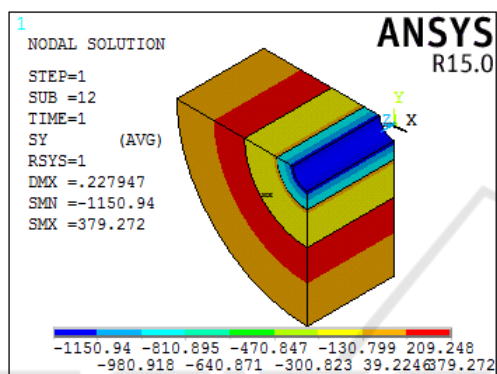 1
NODAL SOLUTION
ANSYS
R15.0
STEP=1
SUB =12
TIME=1
SY (AVG)
RSYS=1
DMX =.227947
SMN =-1150.94
SMX =379.272
Y
Z X
-1150.94 -810.895 -470.847 -130.799 209.248
-980.918 -640.871 -300.823 39.2246 379.272